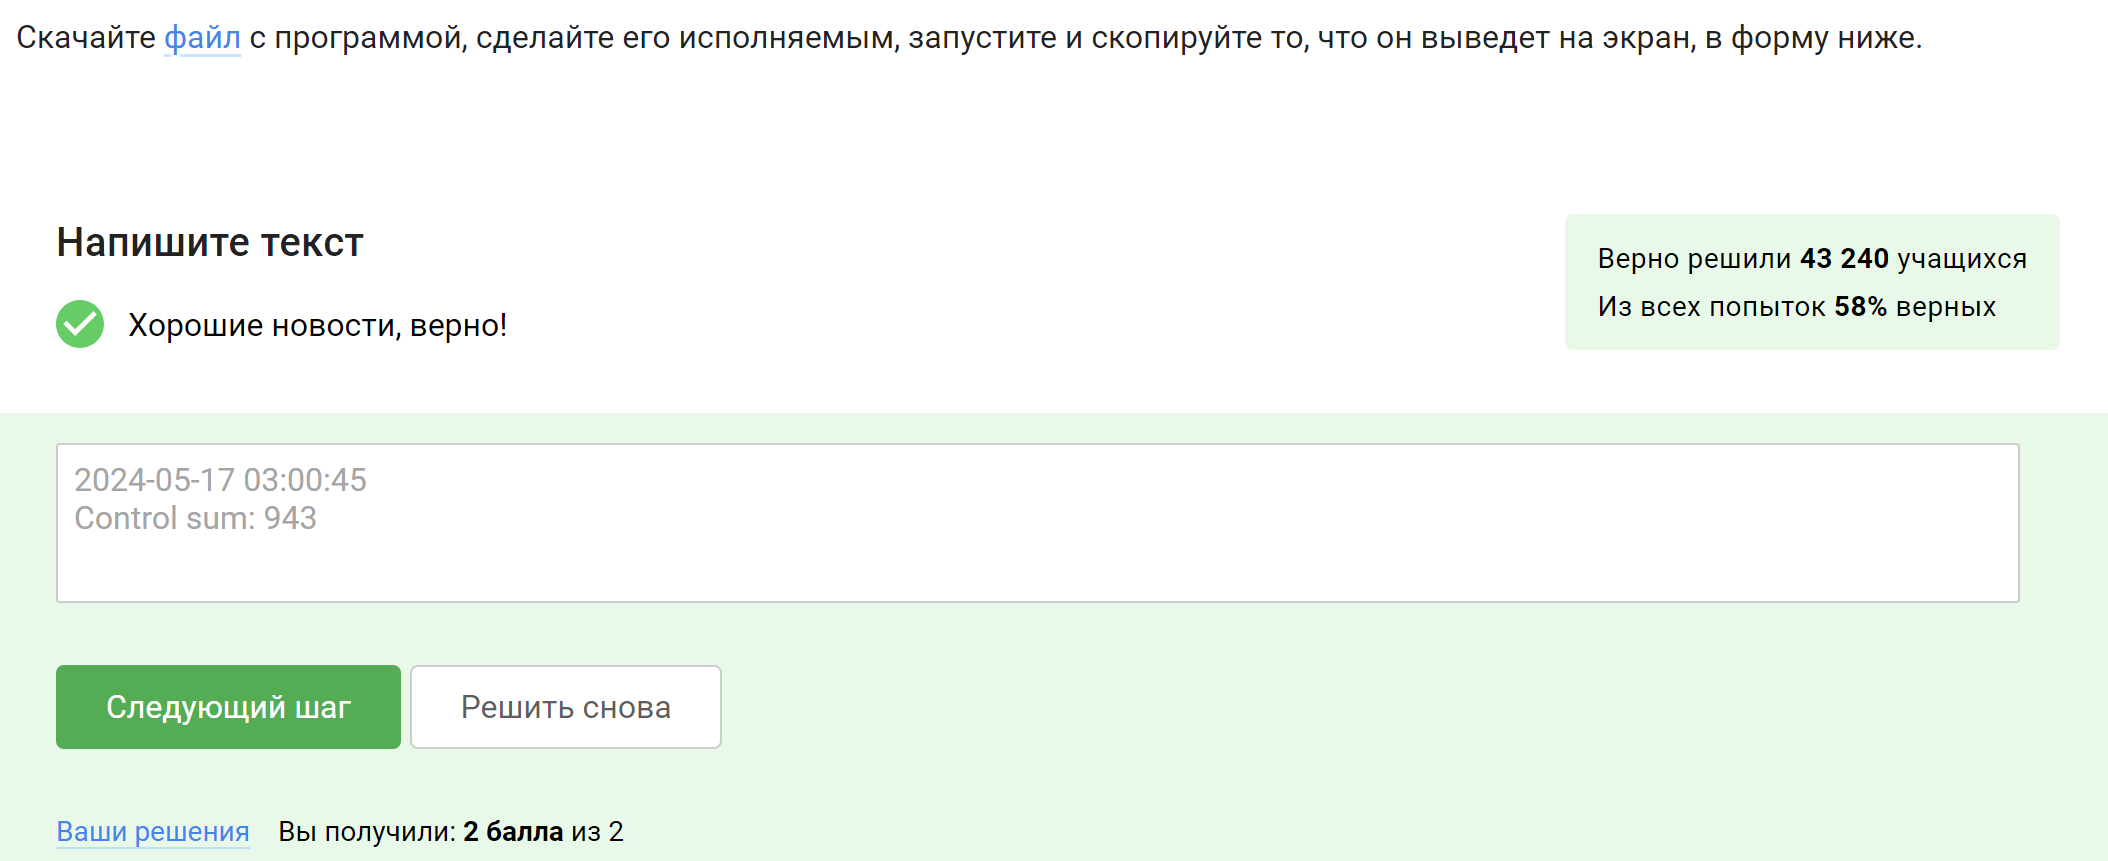 Скачайте файл с программой, сделайте его исполняемым, запустите и скопируйте то, что он выведет на экран, в форму ниже.
Напишите текст
Хорошие новости, верно!
Верно решили 43 240 учащихся
Из всех попыток 58% верных
2024-05-17 03:00:45
Control sum: 943
Следующий шаг
Решить снова
Ваши решения Вы получили: 2 балла из 2